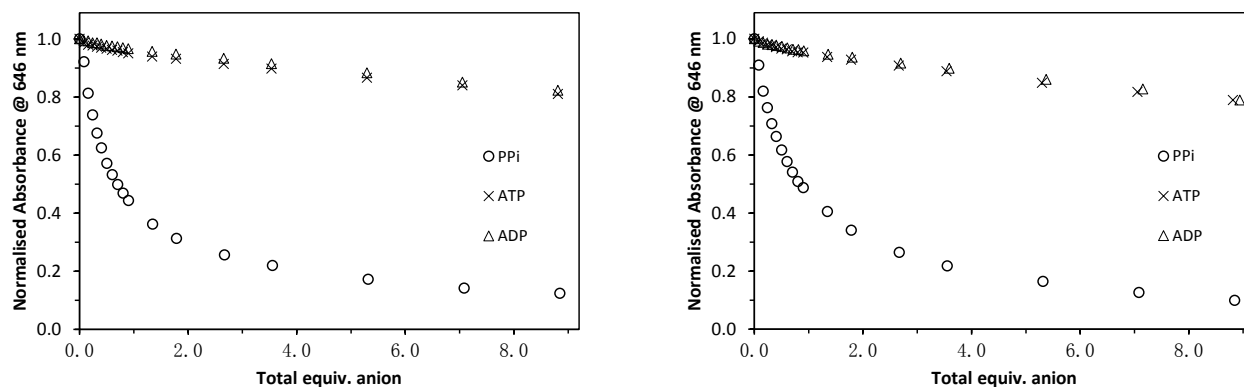 Normalised Absorbance @ 646 nm
1.0
0.8
0.6
0.4
0.2
0.0
0.0 2.0 4.0 6.0 8.0
Total equiv. anion
PPi
ATP
ADP
Normalised Absorbance @ 646 nm
1.0
0.8
0.6
0.4
0.2
0.0
0.0 2.0 4.0 6.0 8.0
Total equiv. anion
PPi
ATP
ADP